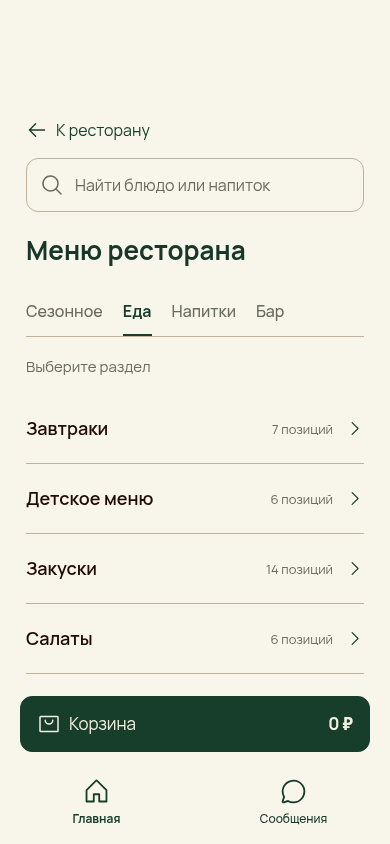 К ресторану
Найти блюдо или напиток
Меню ресторана
Сезонное Еда Напитки Бар
Выберите раздел
Завтраки 7 позиций
Детское меню 6 позиций
Закуски 14 позиций
Салаты 6 позиций
Корзина 0 ₽
Главная Сообщения